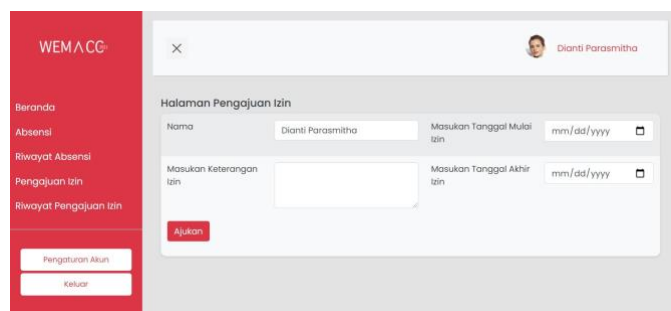 WEMACC
Dianti Parasmitha
Beranda
Absensi
Riwayat Absensi
Pengajuan Izin
Riwayat Pengajuan Izin
Pengaturan Akun
Keluar
Halaman Pengajuan Izin
Nama
Dianti Parasmitha
Masukan Tanggal Mulai
Izin
mm/dd/yyyy
Masukan Keterangan
Izin
Masukan Tanggal Akhir
Izin
mm/dd/yyyy
Ajukan